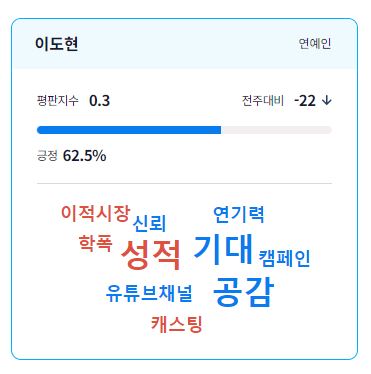 이도현 연예인
평판지수 0.3 전주대비 -22 ↓
긍정 62.5%
이적시장 신뢰 연기력
학폭 성적 기대 캠페인
유튜브채널 공감
캐스팅